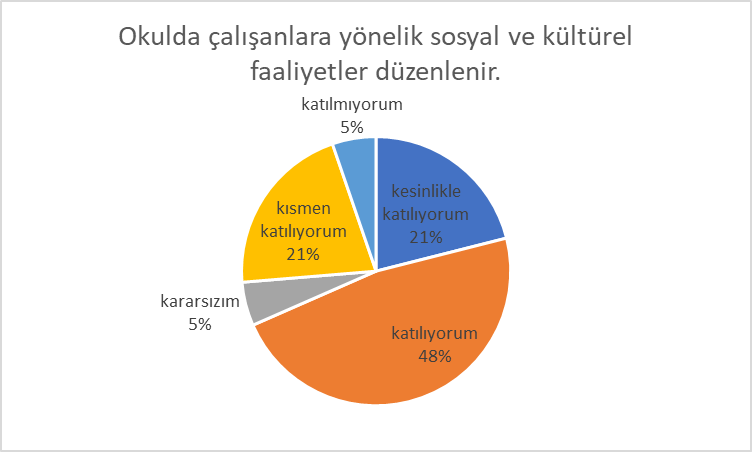 Okulda çalışanlara yönelik sosyal ve kültürel
faaliyetler düzenlenir.
katılmıyorum
5%
kesinlikle
katılıyorum
21%
kısmen
katılıyorum
21%
kararsızım
5%
katılıyorum
48%